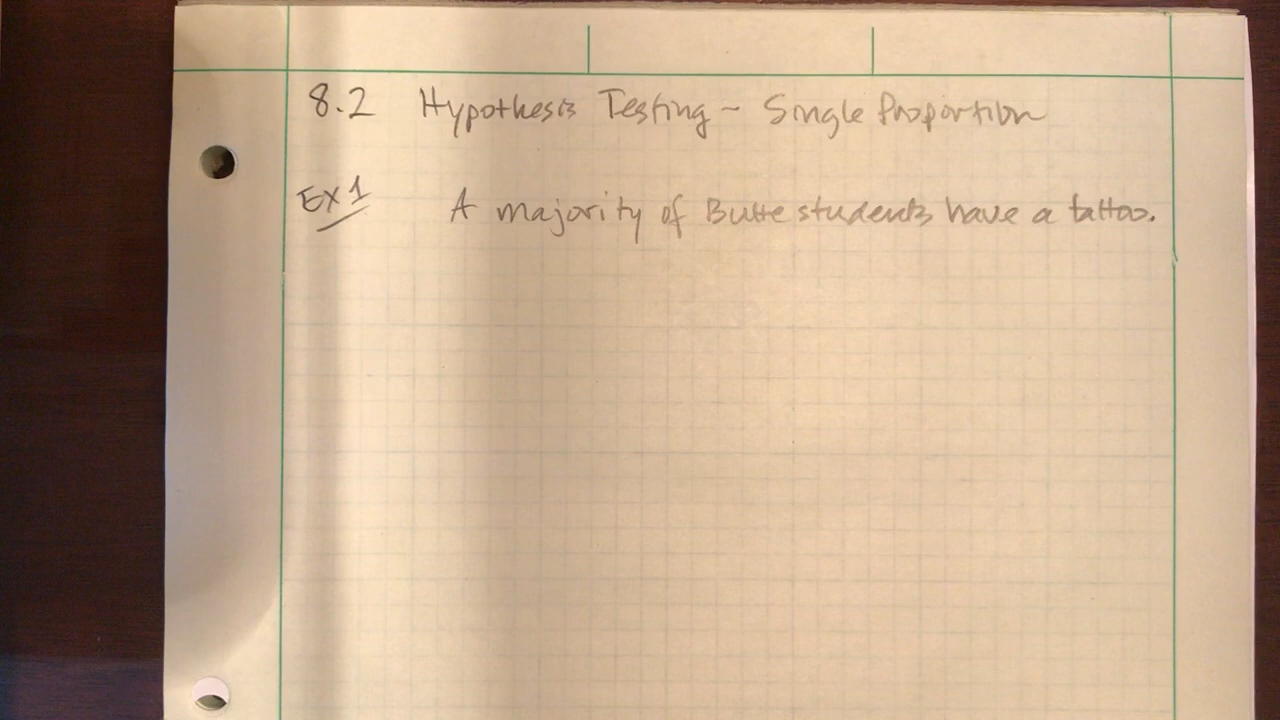 8.2 Hypothesis Testing - Single Proportion
EX 1 A majority of Butte students have a tattoo.